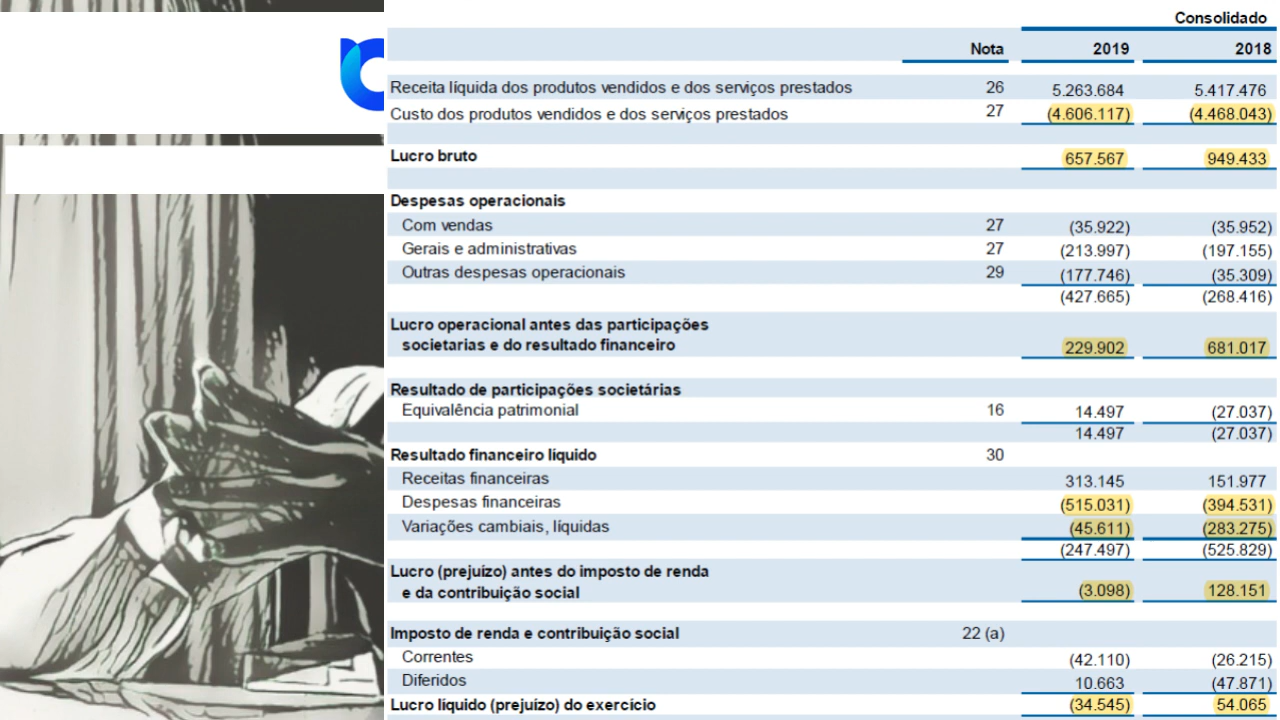 Consolidado
Nota 2019 2018
Receita líquida dos produtos vendidos e dos serviços prestados 26 5.263.684 5.417.476
Custo dos produtos vendidos e dos serviços prestados 27 (4.606.117) (4.468.043)
Lucro bruto 657.567 949.433
Despesas operacionais
Com vendas 27 (35.922) (35.952)
Gerais e administrativas 27 (213.997) (197.155)
Outras despesas operacionais 29 (177.746) (35.309)
(427.665) (268.416)
Lucro operacional antes das participações
societarias e do resultado financeiro 229.902 681.017
Resultado de participações societárias
Equivalência patrimonial 16 14.497 (27.037)
14.497 (27.037)
Resultado financeiro líquido 30
Receitas financeiras 313.145 151.977
Despesas financeiras (515.031) (394.531)
Variações cambiais, líquidas (45.611) (283.275)
(247.497) (525.829)
Lucro (prejuízo) antes do imposto de renda
e da contribuição social (3.098) 128.151
Imposto de renda e contribuição social 22 (a)
Correntes (42.110) (26.215)
Diferidos 10.663 (47.871)
Lucro líquido (prejuízo) do exercício (34.545) 54.065